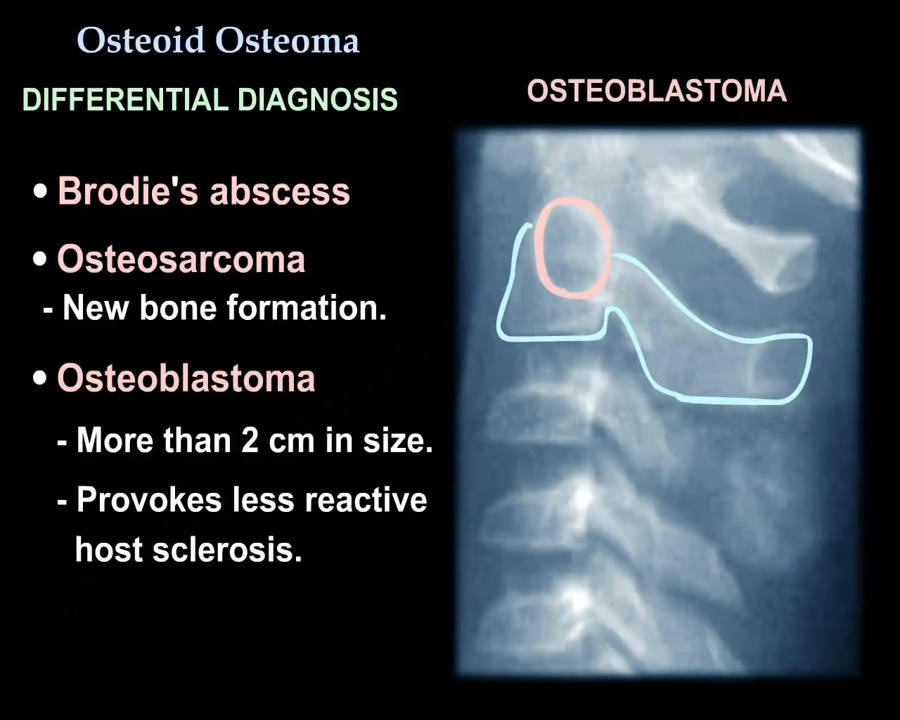 Osteoid Osteoma
DIFFERENTIAL DIAGNOSIS
• Brodie's abscess
• Osteosarcoma
- New bone formation.
• Osteoblastoma
- More than 2 cm in size.
- Provokes less reactive
host sclerosis.
OSTEOBLASTOMA